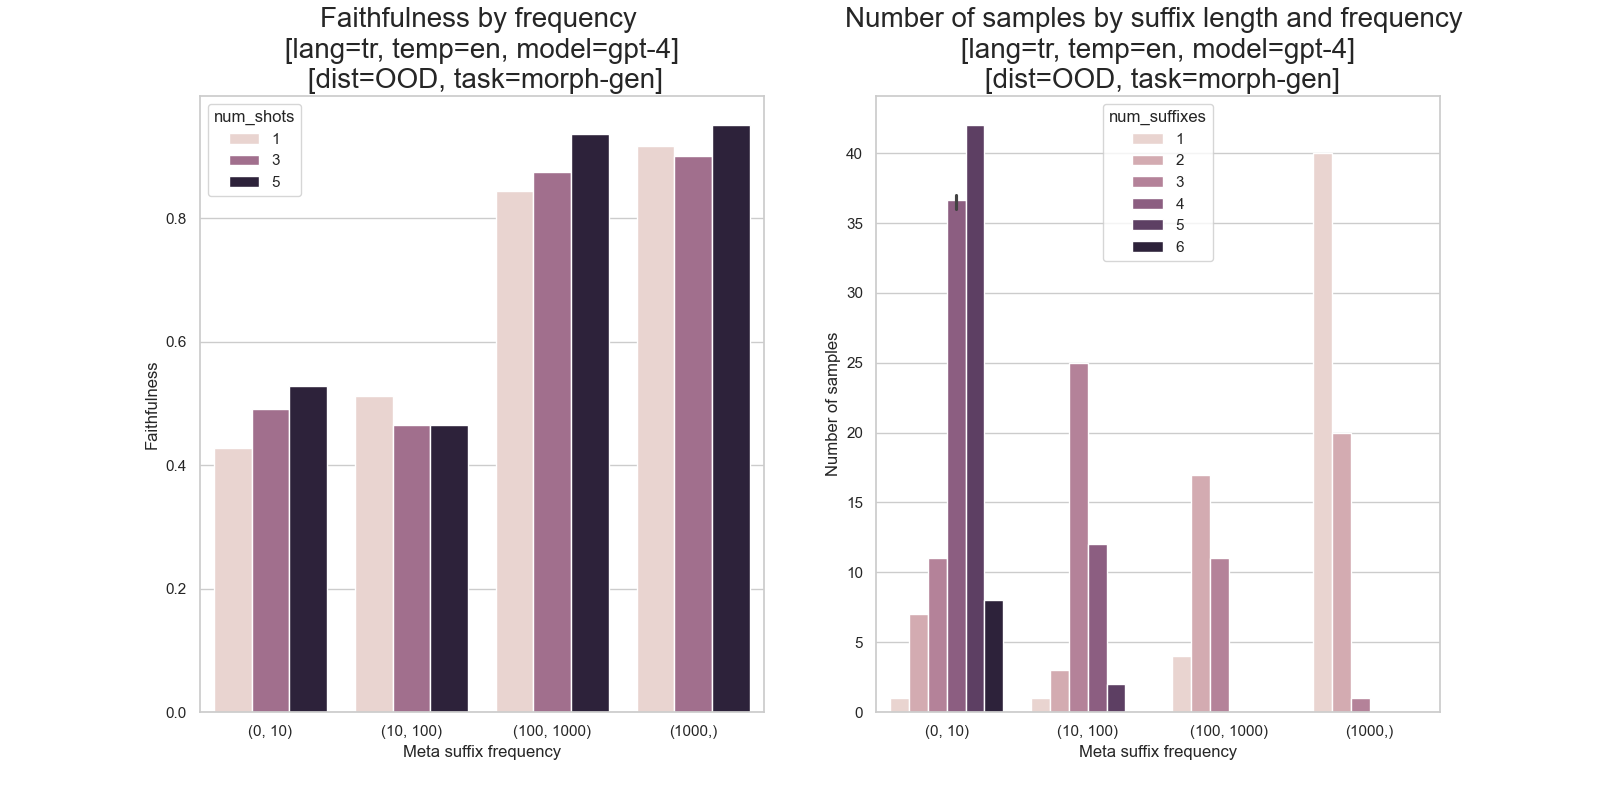 Faithfulness by frequency
[lang=tr, temp=en, model=gpt-4]
[dist=OOD, task=morph-gen]
num_shots
1
3
5
0.8
0.6
0.4
0.2
0.0
Faithfulness
(0, 10)
(10, 100)
(100, 1000)
(1000,)
Meta suffix frequency
Number of samples by suffix length and frequency
[lang=tr, temp=en, model=gpt-4]
[dist=OOD, task=morph-gen]
num_suffixes
1
2
3
4
5
6
40
35
30
25
20
15
10
5
0
Number of samples
(0, 10)
(10, 100)
(100, 1000)
(1000,)
Meta suffix frequency